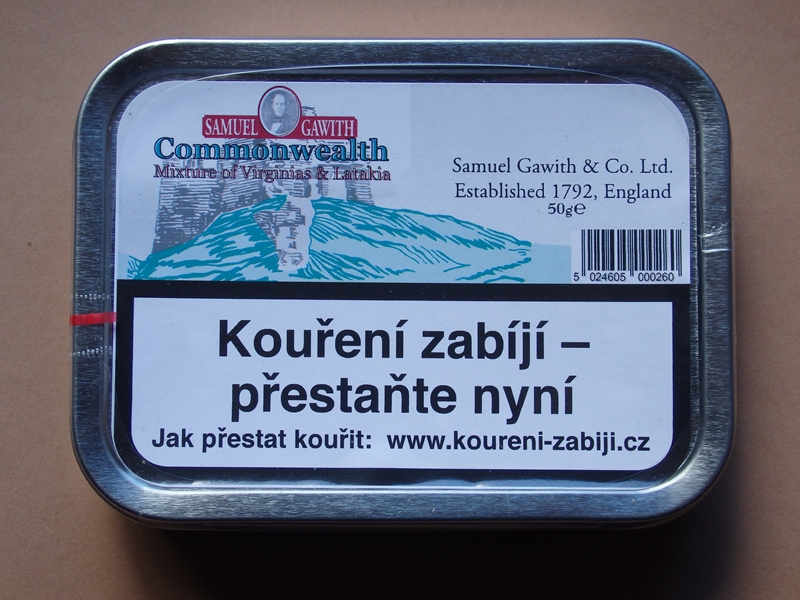 SAMUEL GAWITH
Commonwealth
Mixture of Virginias & Latakia
Samuel Gawith & Co. Ltd.
Established 1792, England
50g℮
5 024605 000260
Kouření zabíjí –
přestaňte nyní
Jak přestat kouřit: www.koureni-zabiji.cz